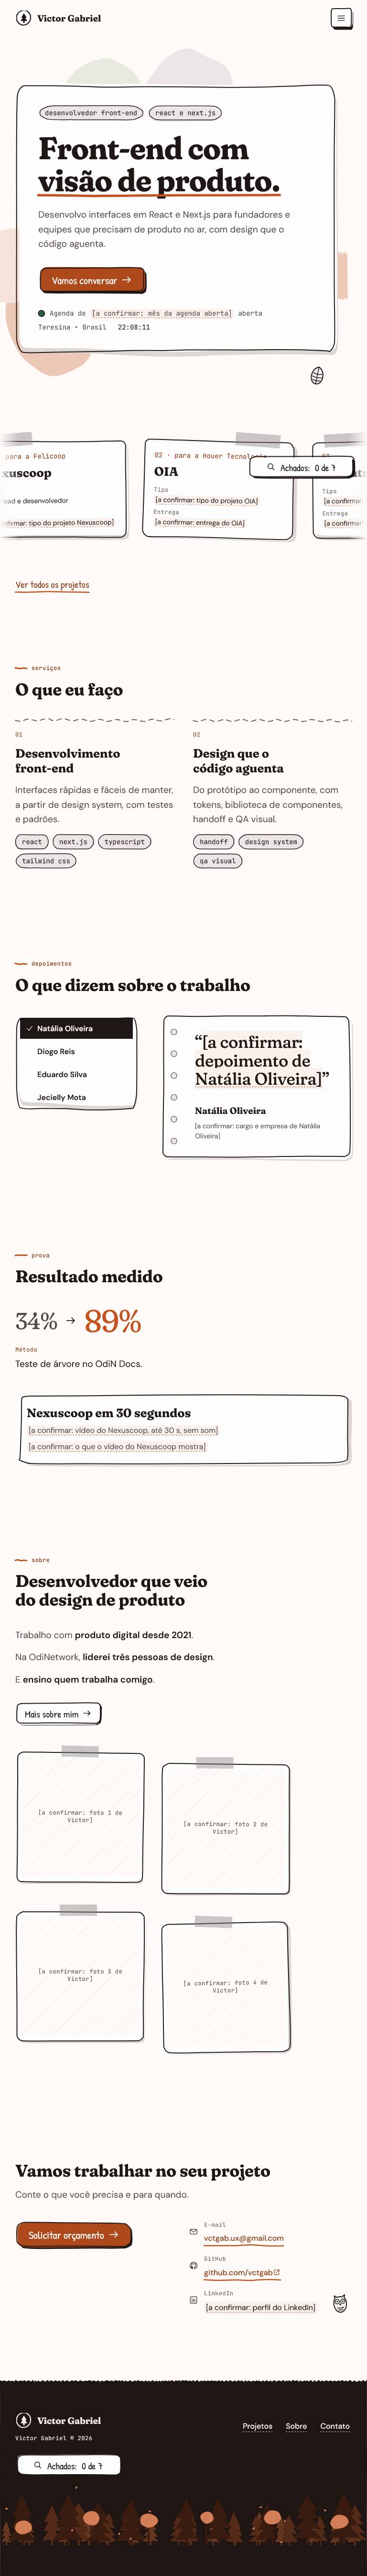 Victor Gabriel
desenvolvedor front-end
react e next.js
Front-end com
visão de produto.
Desenvolvo interfaces em React e Next.js para fundadores e
equipes que precisam de produto no ar, com design que o
código aguenta.
Vamos conversar →
Agenda de [a confirmar: mês da agenda aberta] aberta
Teresina • Brasil 22:08:11
para a Felicoop
xuscoop
ead e desenvolvedor
nfirmar: tipo do projeto Nexuscoop]
02 · para a Houer Tecnolo
OIA
Tipo
[a confirmar: tipo do projeto OIA]
Entrega
[a confirmar: entrega do OIA]
Achados: 0 de 7
Tipo
[a confirmar
Entrega
[a confirmar
Ver todos os projetos
serviços
O que eu faço
01
Desenvolvimento
front-end
Interfaces rápidas e fáceis de manter,
a partir de design system, com testes
e padrões.
react
next.js
typescript
tailwind css
02
Design que o
código aguenta
Do protótipo ao componente, com
tokens, biblioteca de componentes,
handoff e QA visual.
handoff
design system
qa visual
depoimentos
O que dizem sobre o trabalho
Natália Oliveira
Diogo Reis
Eduardo Silva
Jecielly Mota
“[a confirmar:
depoimento de
Natália Oliveira]”
Natália Oliveira
[a confirmar: cargo e empresa de Natália
Oliveira]
prova
Resultado medido
34% → 89%
Método
Teste de árvore no OdiN Docs.
Nexuscoop em 30 segundos
[a confirmar: vídeo do Nexuscoop, até 30 s, sem som]
[a confirmar: o que o vídeo do Nexuscoop mostra]
sobre
Desenvolvedor que veio
do design de produto
Trabalho com produto digital desde 2021.
Na OdiNetwork, liderei três pessoas de design.
E ensino quem trabalha comigo.
Mais sobre mim →
[a confirmar: foto 1 de
Victor]
[a confirmar: foto 2 de
Victor]
[a confirmar: foto 3 de
Victor]
[a confirmar: foto 4 de
Victor]
Vamos trabalhar no seu projeto
Conte o que você precisa e para quando.
Solicitar orçamento →
E-mail
vctgab.ux@gmail.com
GitHub
github.com/vctgab
LinkedIn
[a confirmar: perfil do LinkedIn]
Victor Gabriel
Victor Gabriel © 2026
Projetos
Sobre
Contato
Achados: 0 de 7